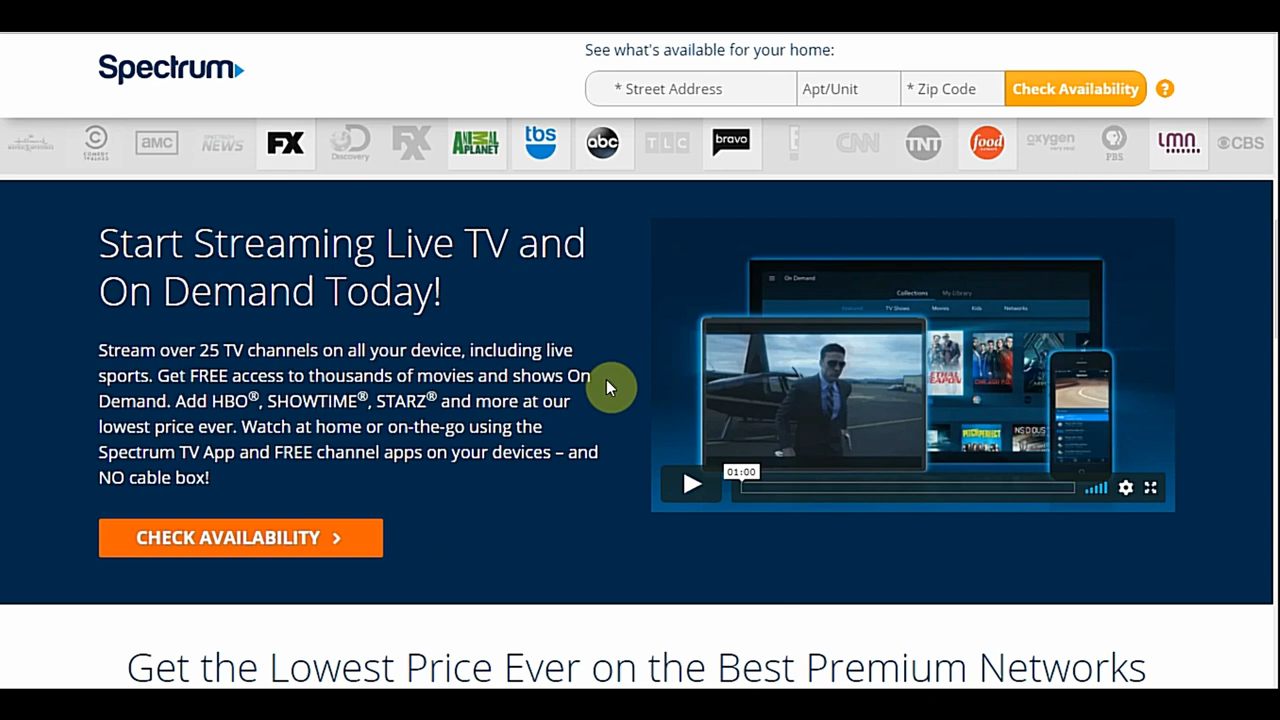 Spectrum
See what's available for your home:
* Street Address
Apt/Unit
* Zip Code
Check Availability
?
COMEDY
AMC
SPECTRUM NEWS
FX
Discovery
FX
ANIMAL PLANET
tbs
abc
TLC
bravo
E
CNN
TNT
food
oxygen
PBS
LMN
CBS
Start Streaming Live TV and
On Demand Today!
Stream over 25 TV channels on all your device, including live
sports. Get FREE access to thousands of movies and shows On
Demand. Add HBO®, SHOWTIME®, STARZ® and more at our
lowest price ever. Watch at home or on-the-go using the
Spectrum TV App and FREE channel apps on your devices – and
NO cable box!
CHECK AVAILABILITY >
On Demand
Collections My Library
Featured TV Shows Movies Kids Networks
PITCH PERFECT
01:00
Get the Lowest Price Ever on the Best Premium Networks